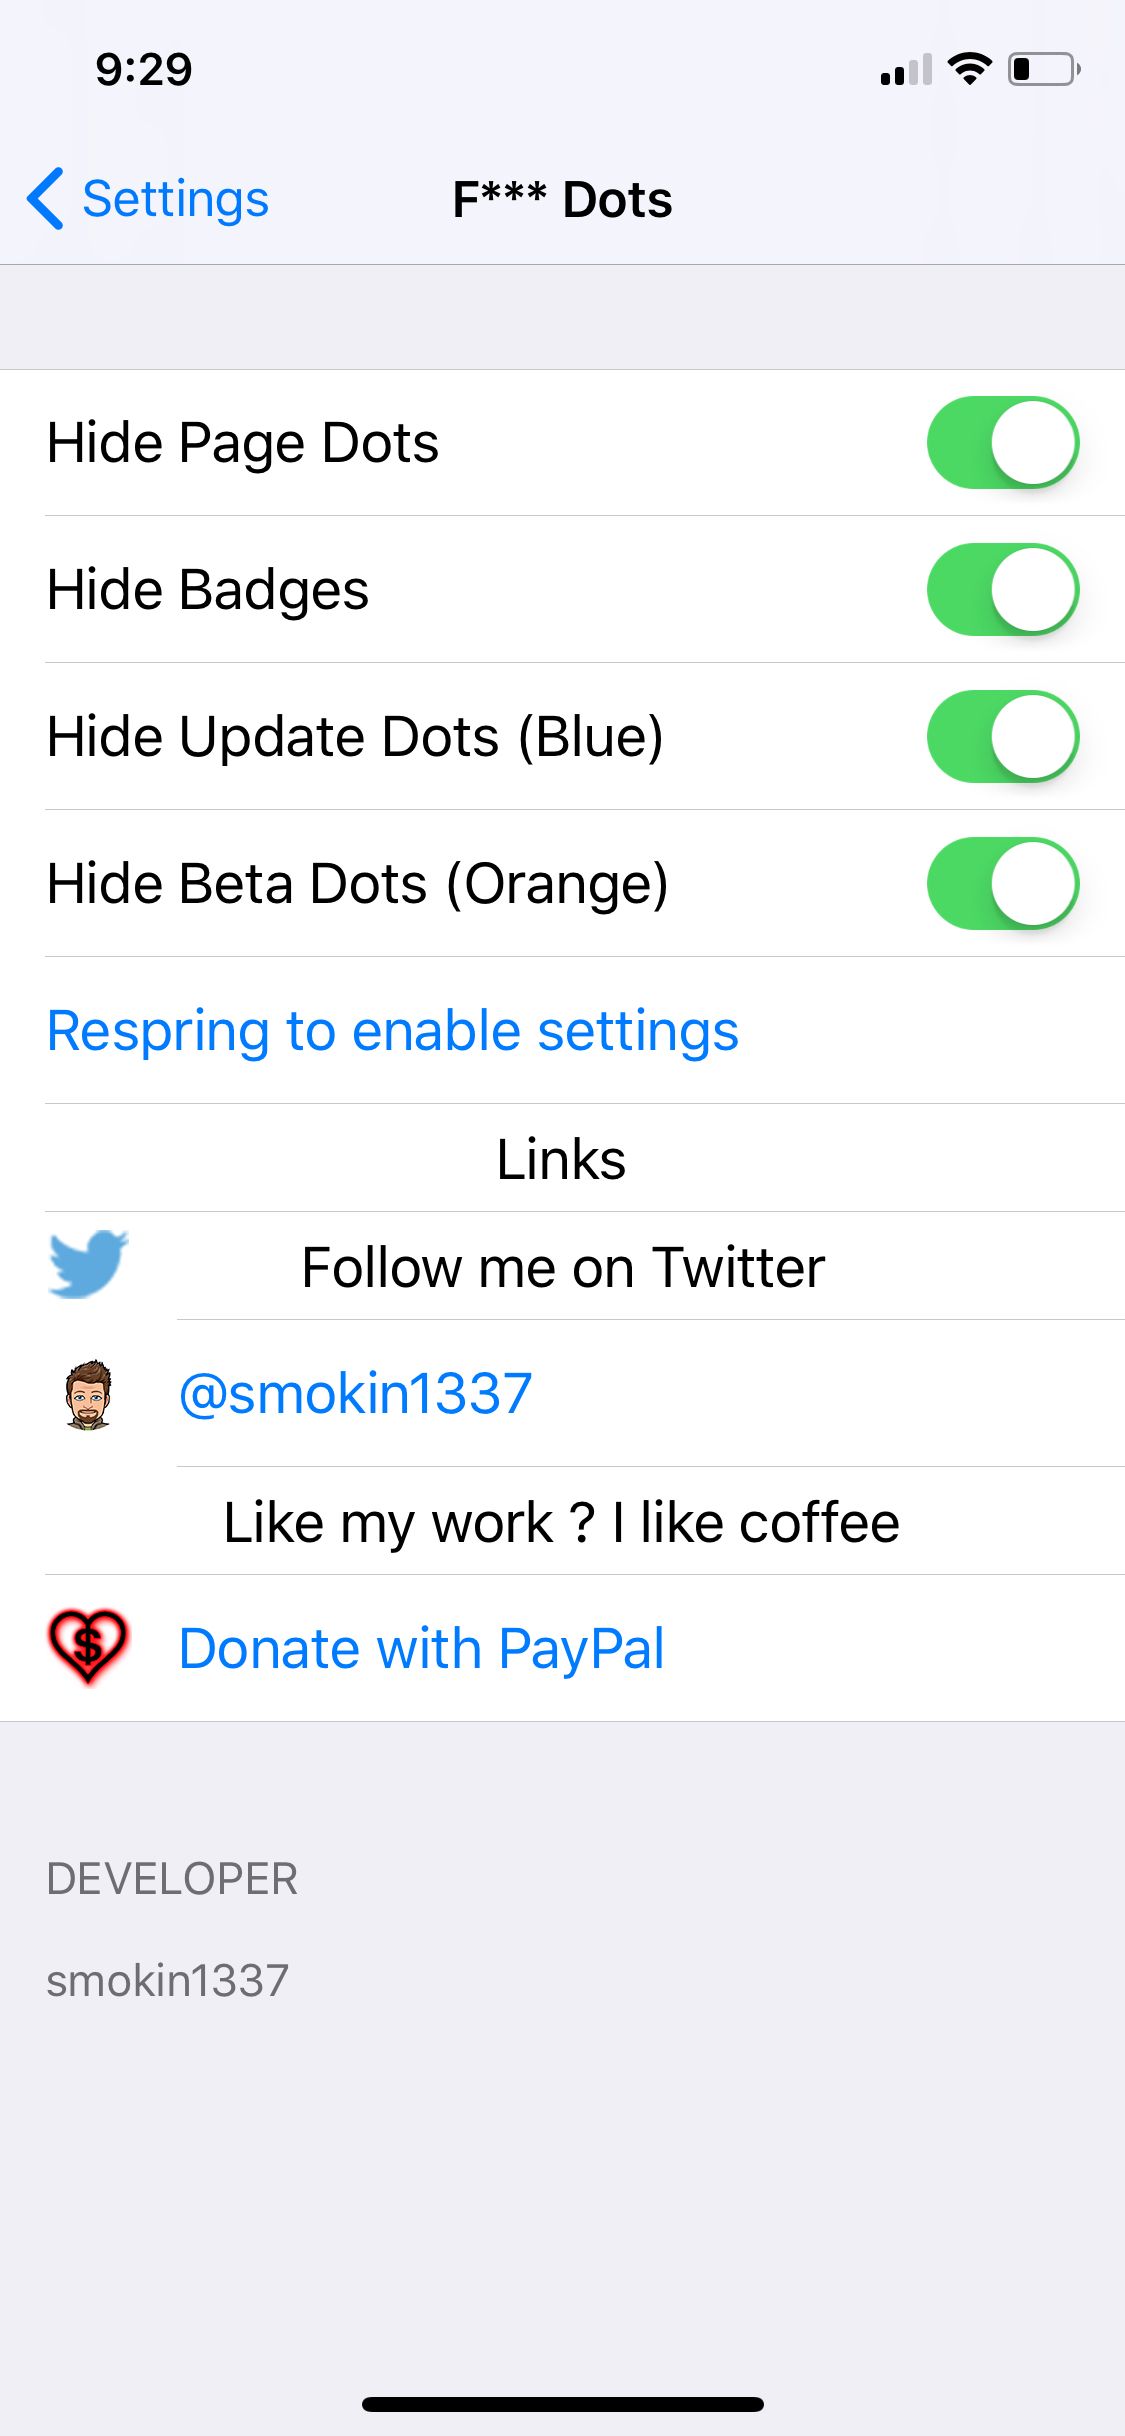 9:29
Settings
F*** Dots
Hide Page Dots
Hide Badges
Hide Update Dots (Blue)
Hide Beta Dots (Orange)
Respring to enable settings
Links
Follow me on Twitter
@smokin1337
Like my work ? I like coffee
$
Donate with PayPal
DEVELOPER
smokin1337